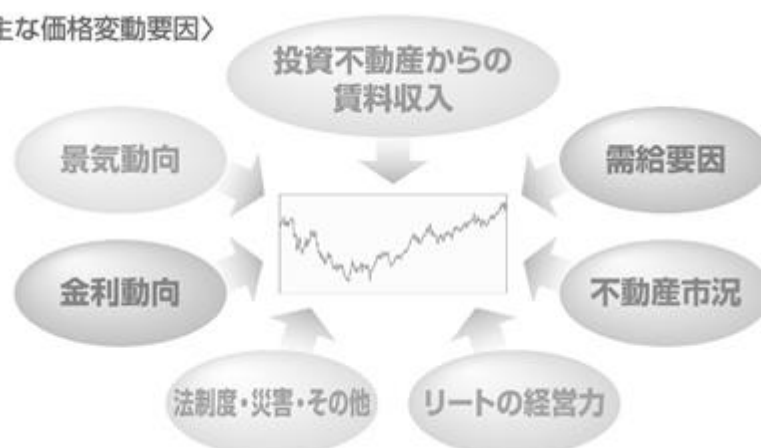 主な価格変動要因〉
投資不動産からの
賃料収入
景気動向
需給要因
金利動向
不動産市況
法制度・災害・その他
リートの経営力